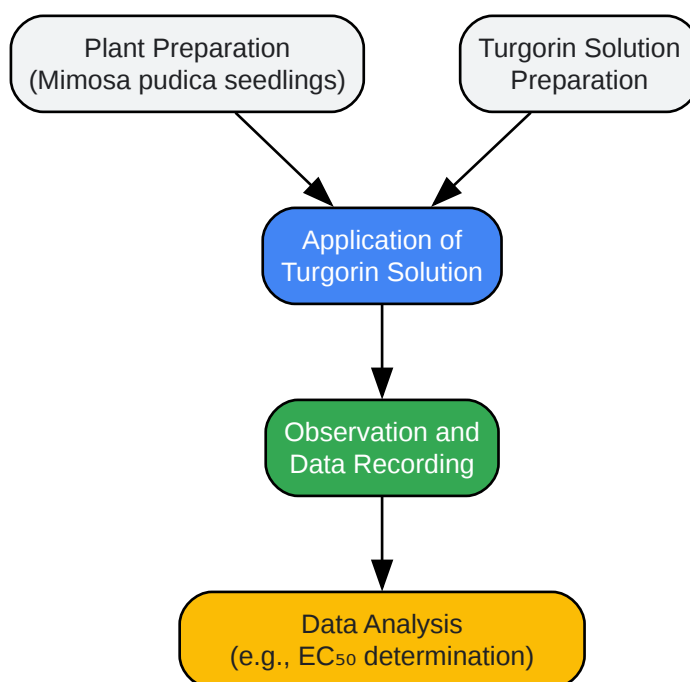 Plant Preparation
(Mimosa pudica seedlings)
Turgorin Solution
Preparation
Application of
Turgorin Solution
Observation and
Data Recording
Data Analysis
(e.g., EC₅₀ determination)